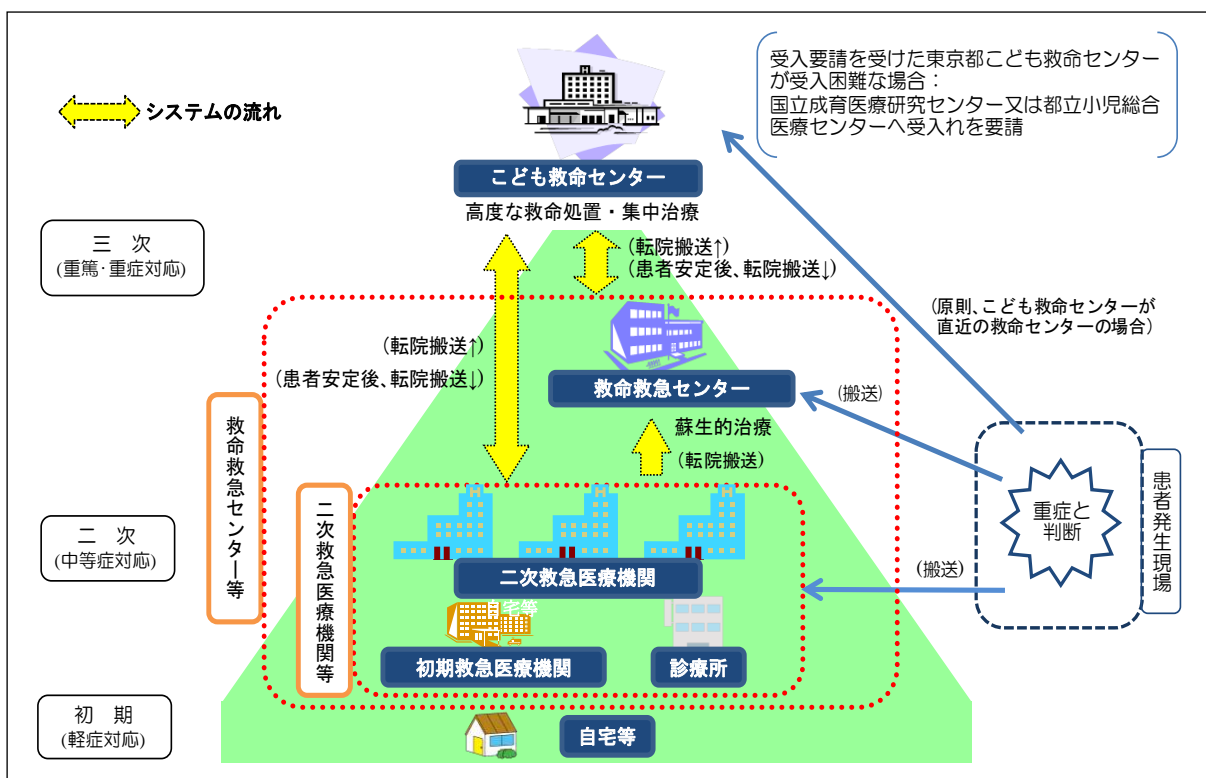 受入要請を受けた東京都こども救命センター
が受入困難な場合：
国立成育医療研究センター又は都立小児総合
医療センターへ受入れを要請
システムの流れ
こども救命センター
高度な救命処置・集中治療
三　次
(重篤・重症対応)
(転院搬送↑)
(患者安定後、転院搬送↓)
(原則、こども救命センターが
直近の救命センターの場合)
(転院搬送↑)
(患者安定後、転院搬送↓)
救命救急センター
(搬送)
蘇生的治療
(転院搬送)
救命救急センター等
二次救急医療機関等
二　次
(中等症対応)
重症と
判断
患者発生現場
二次救急医療機関
(搬送)
自宅等
初期救急医療機関
診療所
初　期
(軽症対応)
自宅等